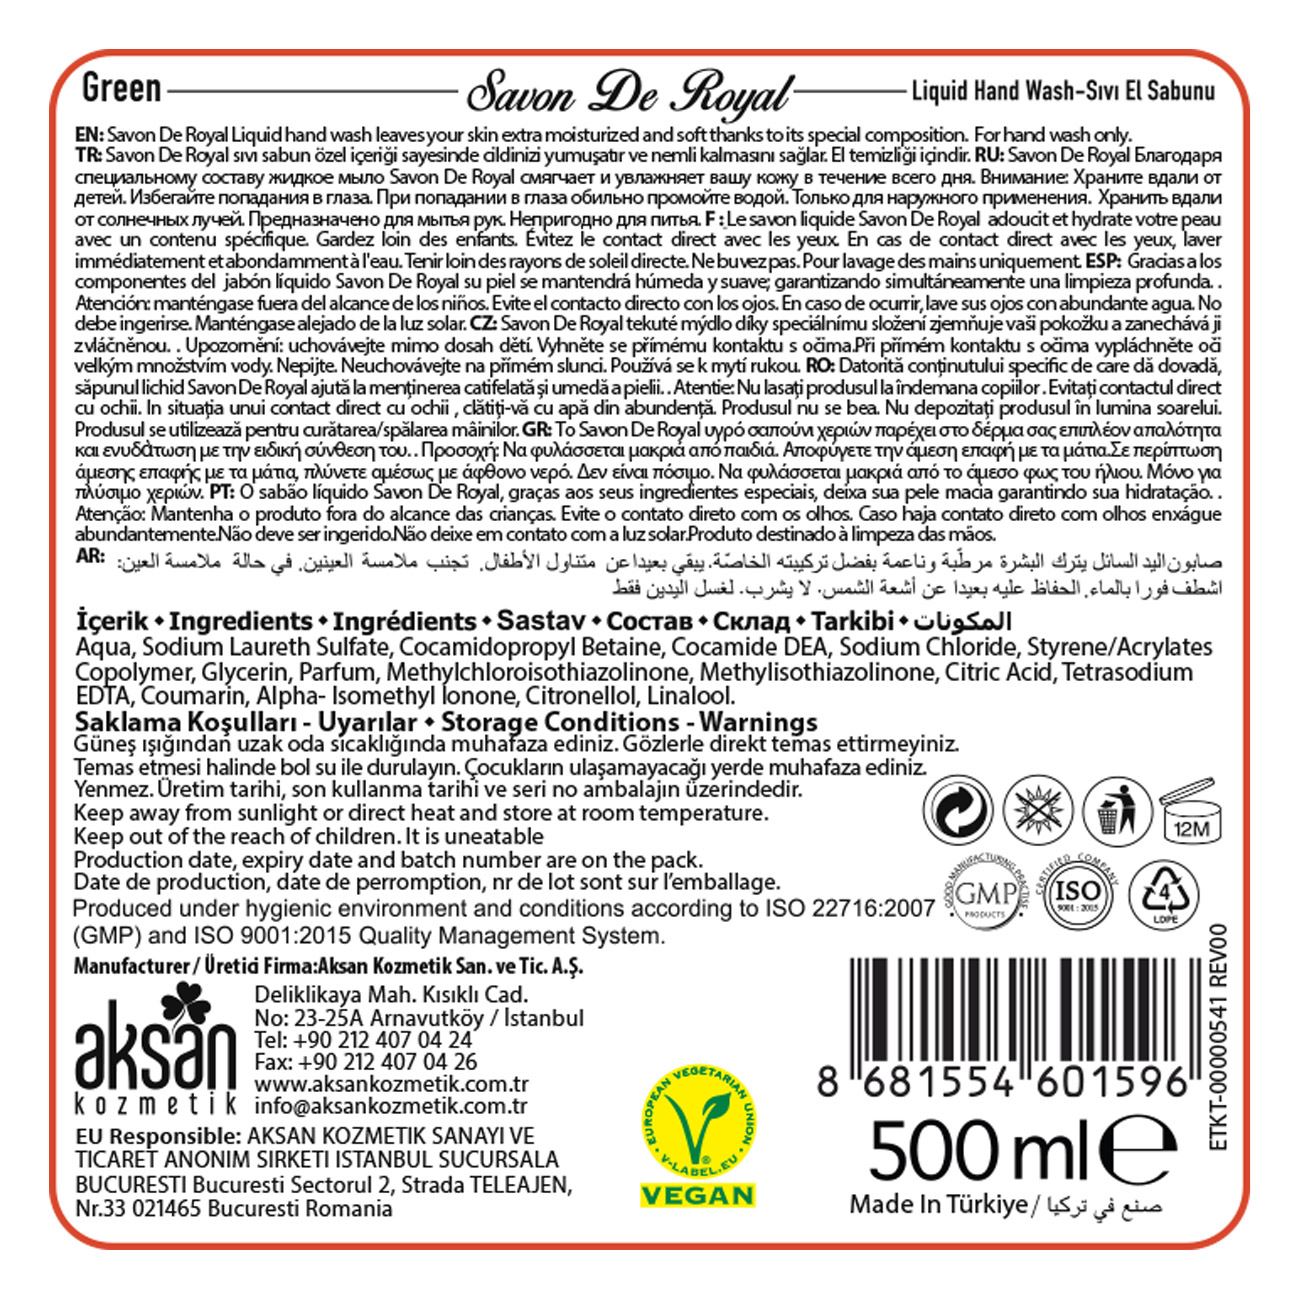 Green Savon De Royal Liquid Hand Wash-Sıvı El Sabunu
EN: Savon De Royal Liquid hand wash leaves your skin extra moisturized and soft thanks to its special composition. For hand wash only.
TR: Savon De Royal sıvı sabun özel içeriği sayesinde cildinizi yumuşatır ve nemli kalmasını sağlar. El temizliği içindir. RU: Savon De Royal Благодаря
специальному составу жидкое мыло Savon De Royal смягчает и увлажняет вашу кожу в течение всего дня. Внимание: Храните вдали от
детей. Избегайте попадания в глаза. При попадании в глаза обильно промойте водой. Только для наружного применения. Хранить вдали
от солнечных лучей. Предназначено для мытья рук. Непригодно для питья. F : Le savon liquide Savon De Royal adoucit et hydrate votre peau
avec un contenu spécifique. Gardez loin des enfants. Évitez le contact direct avec les yeux. En cas de contact direct avec les yeux, laver
immédiatement et abondamment à l'eau. Tenir loin des rayons de soleil directe. Ne buvez pas. Pour lavage des mains uniquement. ESP: Gracias a los
componentes del jabón líquido Savon De Royal su piel se mantendrá húmeda y suave; garantizando simultáneamente una limpieza profunda. .
Atención: manténgase fuera del alcance de los niños. Evite el contacto directo con los ojos. En caso de ocurrir, lave sus ojos con abundante agua. No
debe ingerirse. Manténgase alejado de la luz solar. CZ: Savon De Royal tekuté mýdlo díky speciálnímu složení zjemňuje vaši pokožku a zanechává ji
zvláčněnou. . Upozornění: uchovávejte mimo dosah dětí. Vyhněte se přímému kontaktu s očima.Při přímém kontaktu s očima vypláchněte oči
velkým množstvím vody. Nepijte. Neuchovávejte na přímém slunci. Používá se k mytí rukou. RO: Datorită conținutului specific de care dă dovadă,
săpunul lichid Savon De Royal ajută la menținerea catifelată și umedă a pielii. . Atentie: Nu lasați produsul la îndemana copiilor . Evitați contactul direct
cu ochii. In situația unui contact direct cu ochii , clătiți-vă cu apă din abundență. Produsul nu se bea. Nu depozitați produsul în lumina soarelui.
Produsul se utilizează pentru curătarea/spălarea mâinilor. GR: Το Savon De Royal υγρό σαπούνι χεριών παρέχει στο δέρμα σας επιπλέον απαλότητα
και ενυδάτωση με την ειδική σύνθεση του. . Προσοχή: Να φυλάσσεται μακριά από παιδιά. Αποφύγετε την άμεση επαφή με τα μάτια.Σε περίπτωση
άμεσης επαφής με τα μάτια, πλύνετε αμέσως με άφθονο νερό. Δεν είναι πόσιμο. Να φυλάσσεται μακριά από το άμεσο φως του ήλιου. Μόνο για
πλύσιμο χεριών. PT: O sabão líquido Savon De Royal, graças aos seus ingredientes especiais, deixa sua pele macia garantindo sua hidratação. .
Atenção: Mantenha o produto fora do alcance das crianças. Evite o contato direto com os olhos. Caso haja contato direto com olhos enxágue
abundantemente.Não deve ser ingerido.Não deixe em contato com a luz solar.Produto destinado à limpeza das mãos.
AR: صابون اليد السائل يترك البشرة مرطّبة وناعمة بفضل تركيبته الخاصّة. يبقي بعيدا عن متناول الأطفال. تجنب ملامسة العينين. في حالة ملامسة العين:
اشطف فورا بالماء. الحفاظ عليه بعيدا عن أشعة الشمس. لا يشرب. لغسل اليدين فقط
İçerik • Ingredients • Ingrédients • Sastav • Состав • Склад • Tarkibi • المكونات
Aqua, Sodium Laureth Sulfate, Cocamidopropyl Betaine, Cocamide DEA, Sodium Chloride, Styrene/Acrylates
Copolymer, Glycerin, Parfum, Methylchloroisothiazolinone, Methylisothiazolinone, Citric Acid, Tetrasodium
EDTA, Coumarin, Alpha- Isomethyl Ionone, Citronellol, Linalool.
Saklama Koşulları - Uyarılar • Storage Conditions - Warnings
Güneş ışığından uzak oda sıcaklığında muhafaza ediniz. Gözlerle direkt temas ettirmeyiniz.
Temas etmesi halinde bol su ile durulayın. Çocukların ulaşamayacağı yerde muhafaza ediniz.
Yenmez. Üretim tarihi, son kullanma tarihi ve seri no ambalajın üzerindedir.
Keep away from sunlight or direct heat and store at room temperature.
Keep out of the reach of children. It is uneatable
Production date, expiry date and batch number are on the pack.
Date de production, date de perromption, nr de lot sont sur l'emballage.
Produced under hygienic environment and conditions according to ISO 22716:2007
(GMP) and ISO 9001:2015 Quality Management System.
12M
GOOD MANUFACTURING PRACTISE GMP PRODUCTS
CERTIFIED COMPANY ISO 9001 : 2015
4 LDPE
Manufacturer / Üretici Firma:Aksan Kozmetik San. ve Tic. A.Ş.
aksan
kozmetik
Deliklikaya Mah. Kısıklı Cad.
No: 23-25A Arnavutköy / İstanbul
Tel: +90 212 407 04 24
Fax: +90 212 407 04 26
www.aksankozmetik.com.tr
info@aksankozmetik.com.tr
EU Responsible: AKSAN KOZMETIK SANAYI VE
TICARET ANONIM SIRKETI ISTANBUL SUCURSALA
BUCURESTI Bucuresti Sectorul 2, Strada TELEAJEN,
Nr.33 021465 Bucuresti Romania
EUROPEAN VEGETARIAN UNION
V-LABEL.EU
VEGAN
8 681554 601596
500 ml e
Made In Türkiye / صنع في تركيا
ETKT-00000541 REV00